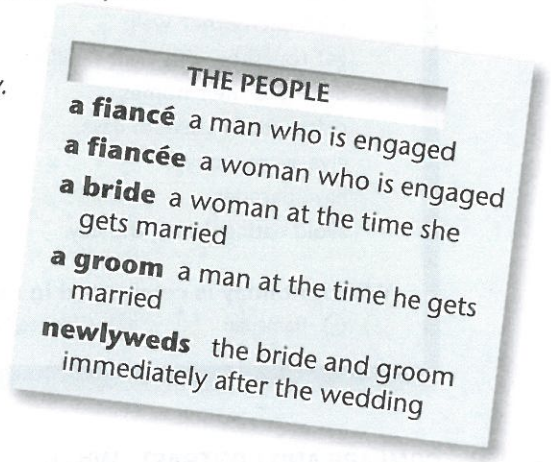 THE PEOPLE
a fiancé a man who is engaged
a fiancée a woman who is engaged
a bride a woman at the time she
gets married
a groom a man at the time he gets
married
newlyweds the bride and groom
immediately after the wedding